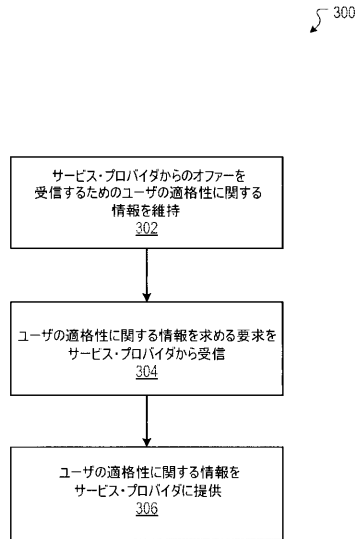 300
サービス・プロバイダからのオファーを
受信するためのユーザの適格性に関する
情報を維持
302
ユーザの適格性に関する情報を求める要求を
サービス・プロバイダから受信
304
ユーザの適格性に関する情報を
サービス・プロバイダに提供
306